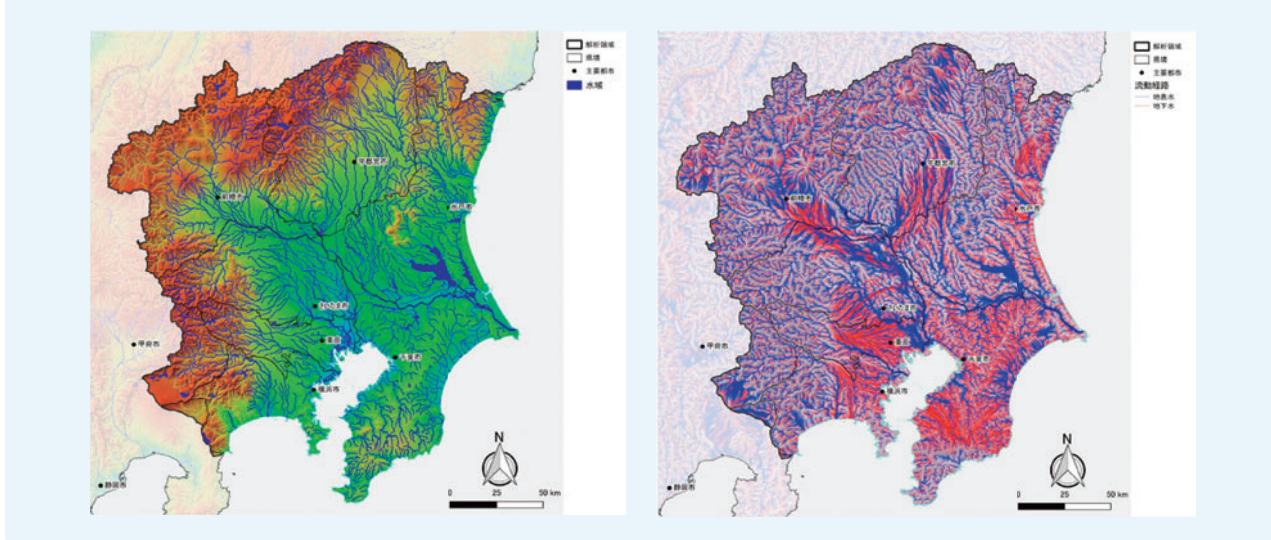 解析領域
県境
主要都市
水域
宇都宮市
前橋市
水戸市
さいたま市
東京
甲府市
千葉市
横浜市
静岡市
N
0 25 50 km
解析領域
県境
主要都市
流動経路
地表水
地下水
宇都宮市
前橋市
水戸市
さいたま市
東京
甲府市
千葉市
横浜市
静岡市
N
0 25 50 km